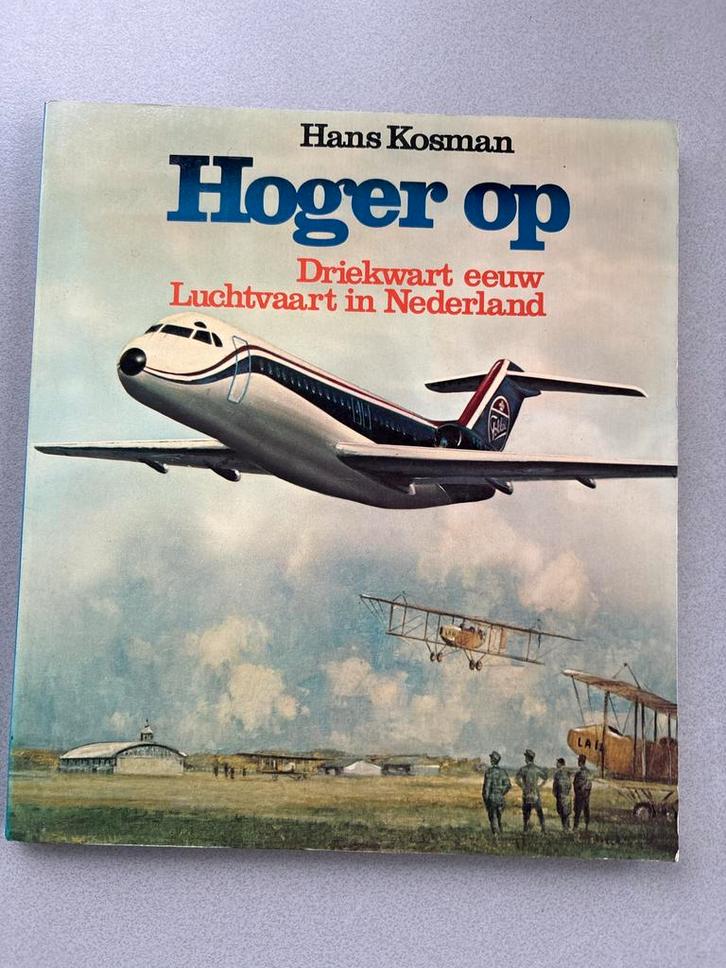 Hans Kosman
Hoger op
Driekwart eeuw
Luchtvaart in Nederland